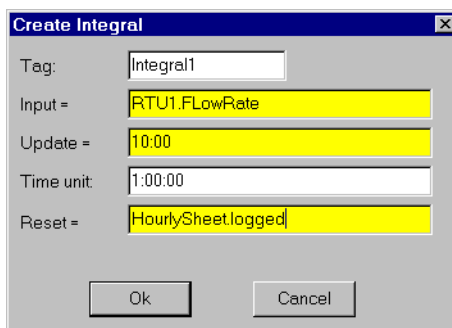 Create Integral
Tag: Integral1
Input = RTU1.FLowRate
Update = 10:00
Time unit: 1:00:00
Reset = HourlySheet.logged
Ok Cancel